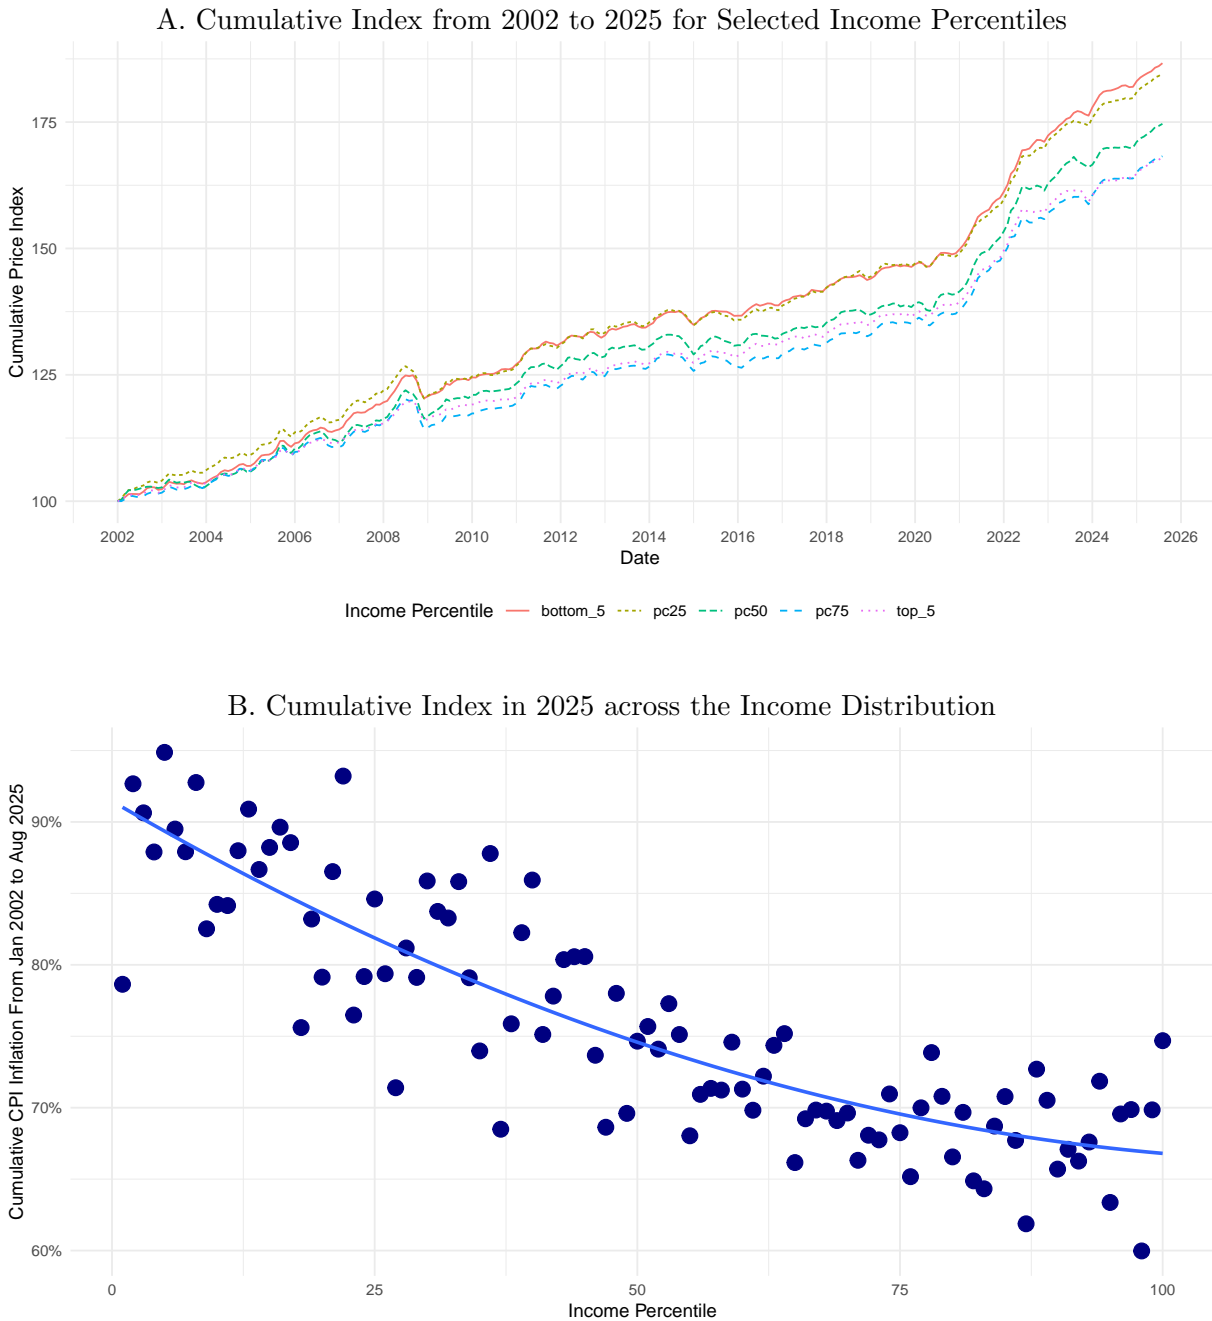 A. Cumulative Index from 2002 to 2025 for Selected Income Percentiles
Cumulative Price Index
175
150
125
100
2002 2004 2006 2008 2010 2012 2014 2016 2018 2020 2022 2024 2026
Date
Income Percentile bottom_5 pc25 pc50 pc75 top_5
B. Cumulative Index in 2025 across the Income Distribution
Cumulative CPI Inflation From Jan 2002 to Aug 2025
90%
80%
70%
60%
0 25 50 75 100
Income Percentile